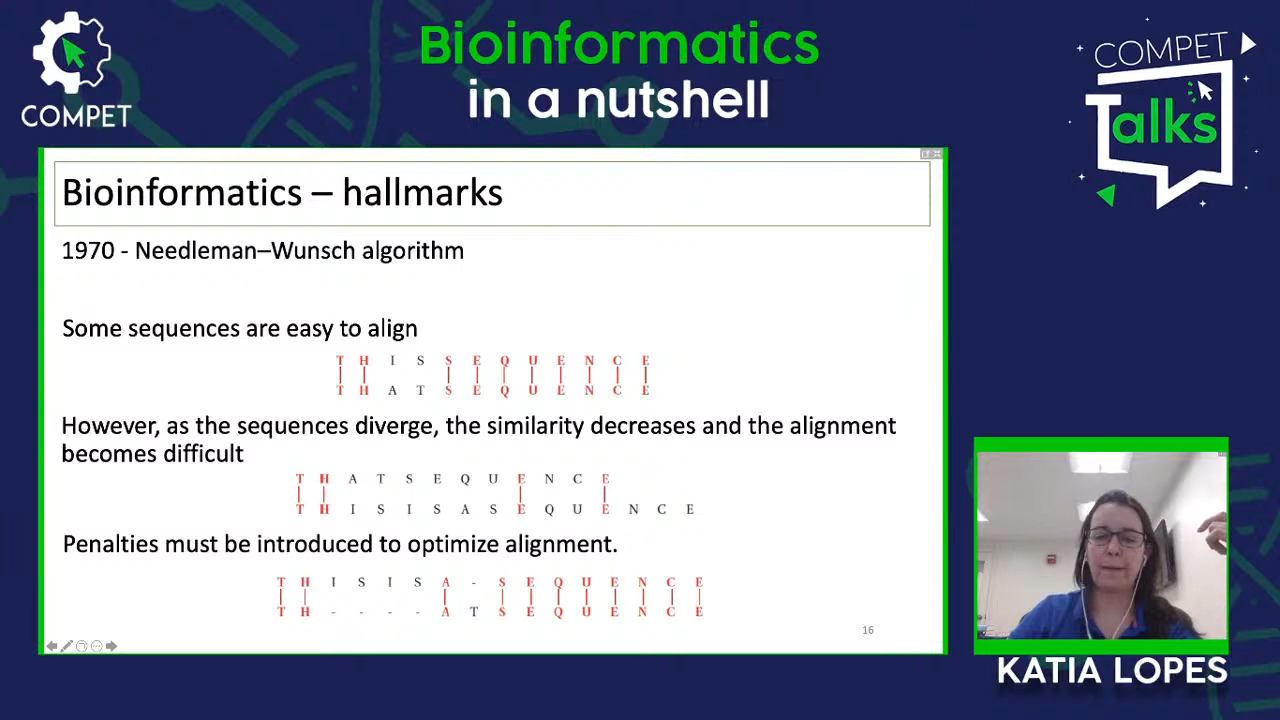 Bioinformatics
in a nutshell
COMPET
COMPET
Talks
Bioinformatics – hallmarks
1970 - Needleman–Wunsch algorithm
Some sequences are easy to align
T H I S S E Q U E N C E
T H A T S E Q U E N C E
However, as the sequences diverge, the similarity decreases and the alignment
becomes difficult
T H A T S E Q U E N C E
T H I S I S A S E Q U E N C E
Penalties must be introduced to optimize alignment.
T H I S I S A - S E Q U E N C E
T H - - - - A T S E Q U E N C E
16
KATIA LOPES